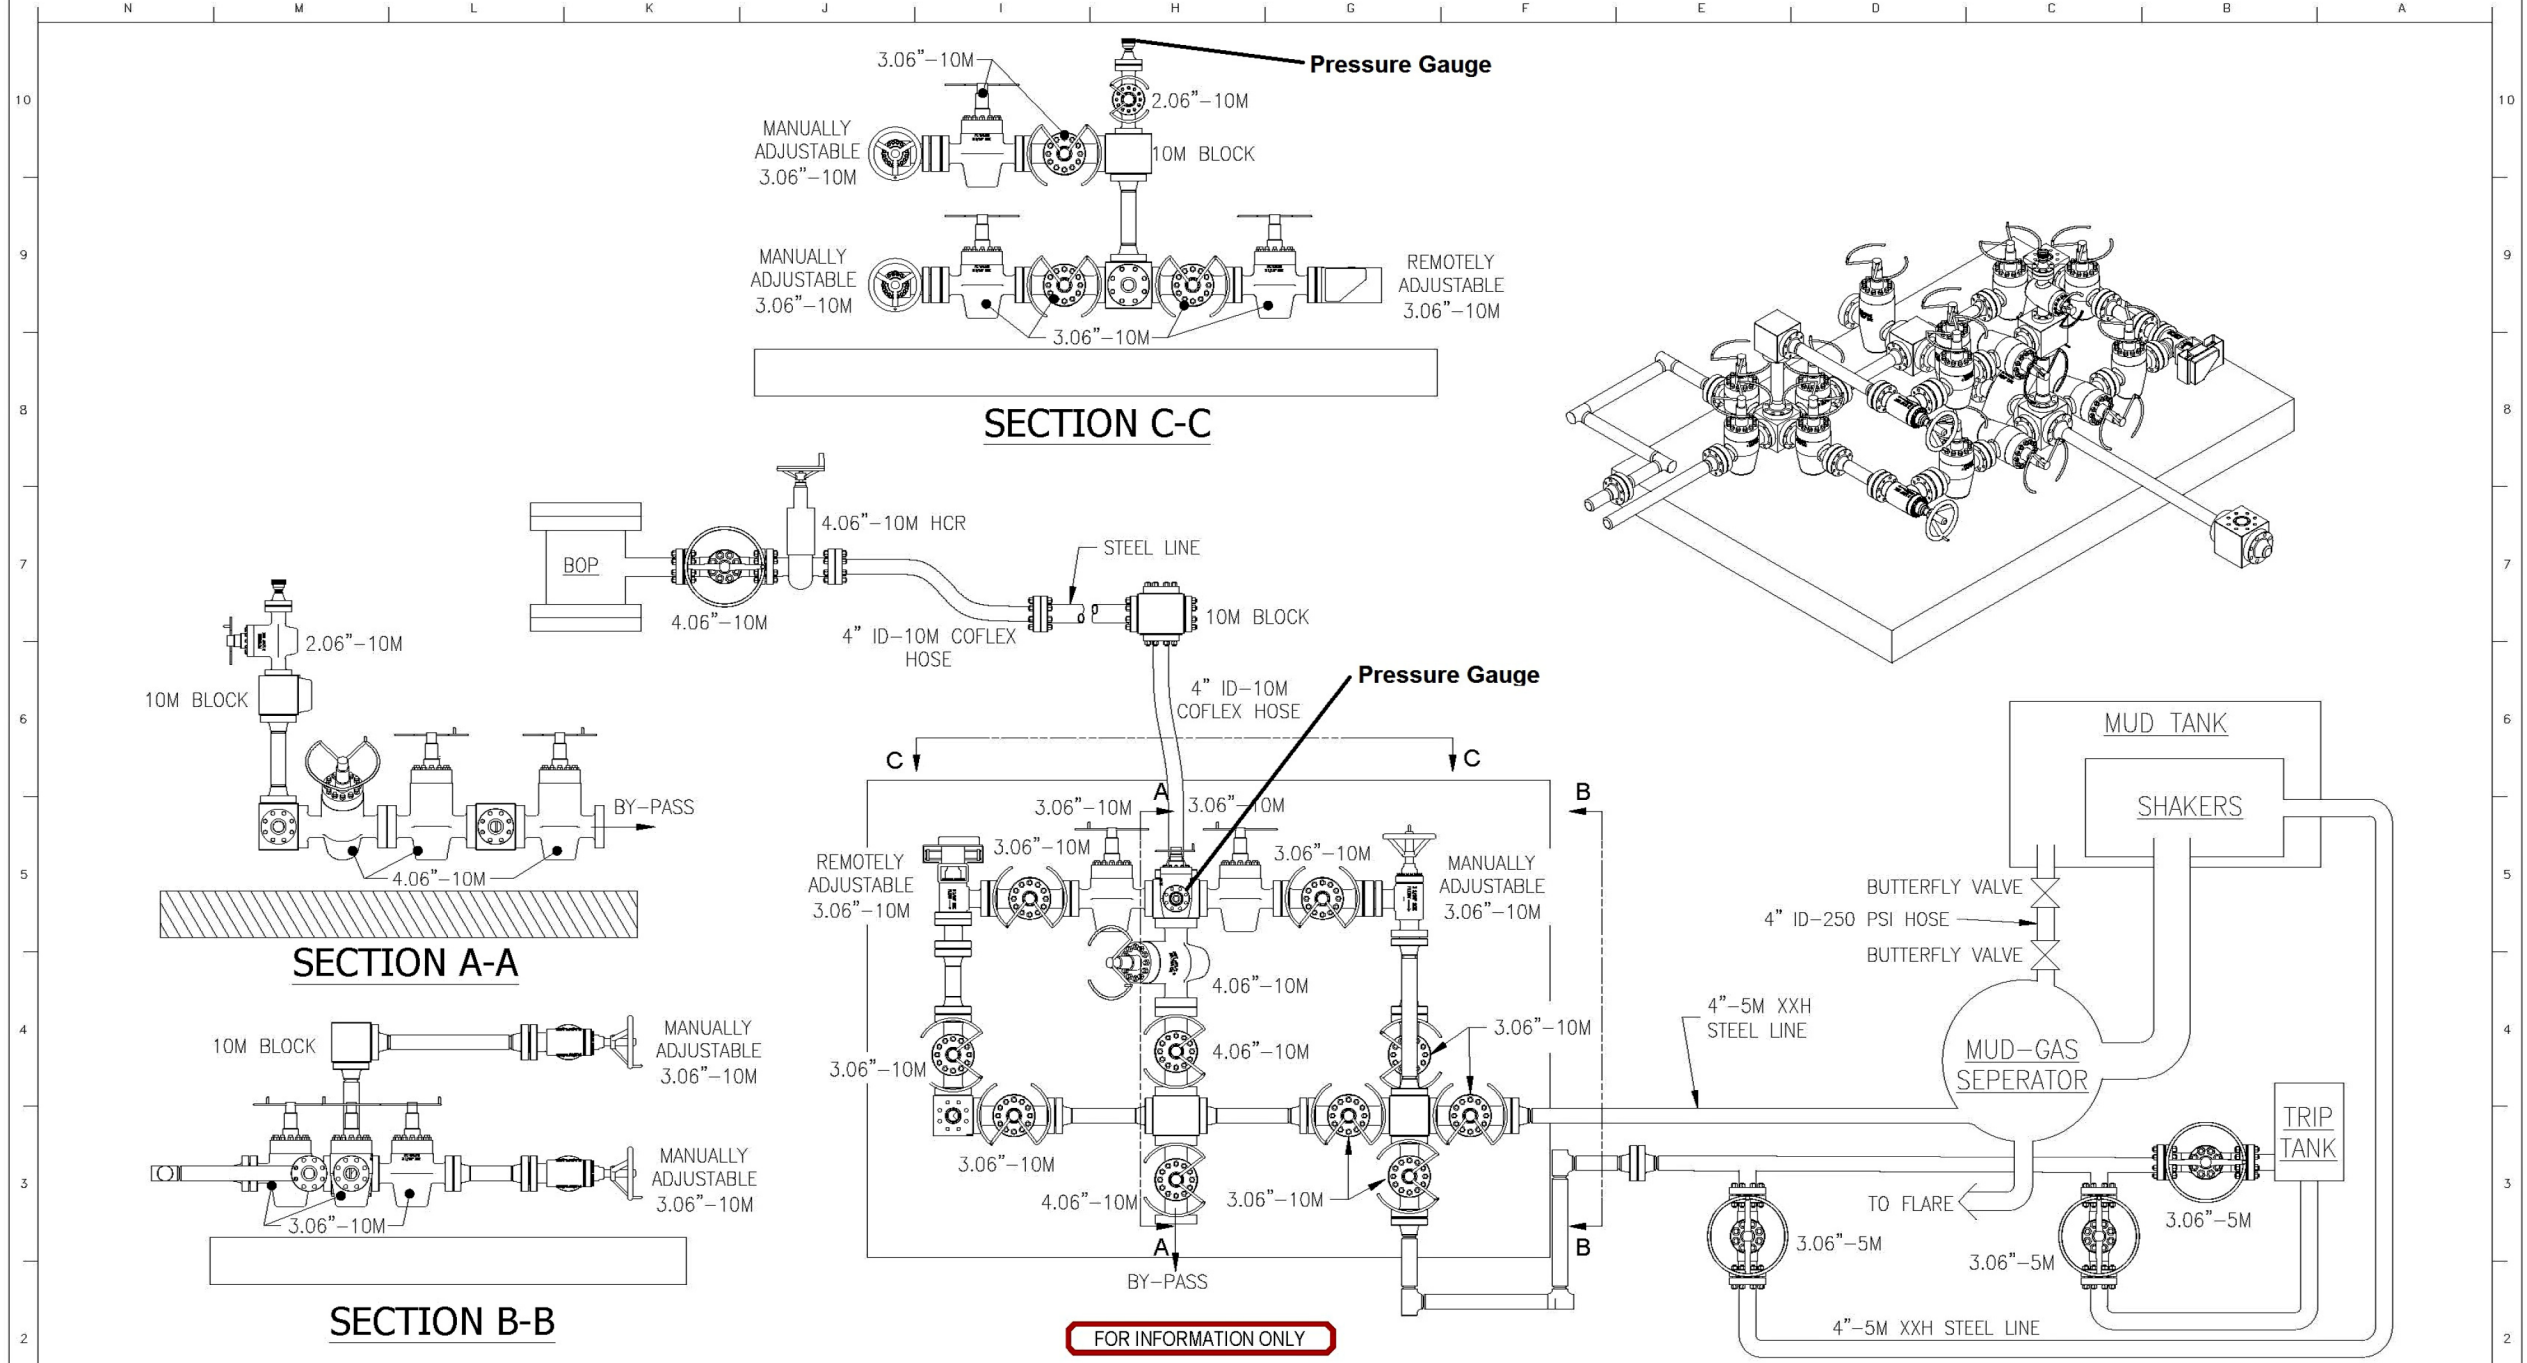 N M L K J I H G F E D C B A
10
9
8
7
6
5
4
3
2
10
9
8
7
6
5
4
3
2
3.06"-10M
Pressure Gauge
2.06"-10M
MANUALLY
ADJUSTABLE
3.06"-10M
10M BLOCK
MANUALLY
ADJUSTABLE
3.06"-10M
REMOTELY
ADJUSTABLE
3.06"-10M
3.06"-10M
SECTION C-C
BOP
4.06"-10M HCR
4.06"-10M
4" ID-10M COFLEX
HOSE
STEEL LINE
10M BLOCK
4" ID-10M
COFLEX HOSE
Pressure Gauge
2.06"-10M
10M BLOCK
BY-PASS
4.06"-10M
SECTION A-A
10M BLOCK
MANUALLY
ADJUSTABLE
3.06"-10M
MANUALLY
ADJUSTABLE
3.06"-10M
3.06"-10M
SECTION B-B
C
C
A
B
3.06"-10M
3.06"-10M
3.06"-10M
3.06"-10M
REMOTELY
ADJUSTABLE
3.06"-10M
MANUALLY
ADJUSTABLE
3.06"-10M
4.06"-10M
4.06"-10M
3.06"-10M
3.06"-10M
3.06"-10M
4.06"-10M
3.06"-10M
A
B
BY-PASS
FOR INFORMATION ONLY
MUD TANK
SHAKERS
BUTTERFLY VALVE
4" ID-250 PSI HOSE
BUTTERFLY VALVE
4"-5M XXH
STEEL LINE
MUD-GAS
SEPERATOR
TRIP
TANK
TO FLARE
3.06"-5M
3.06"-5M
3.06"-5M
4"-5M XXH STEEL LINE